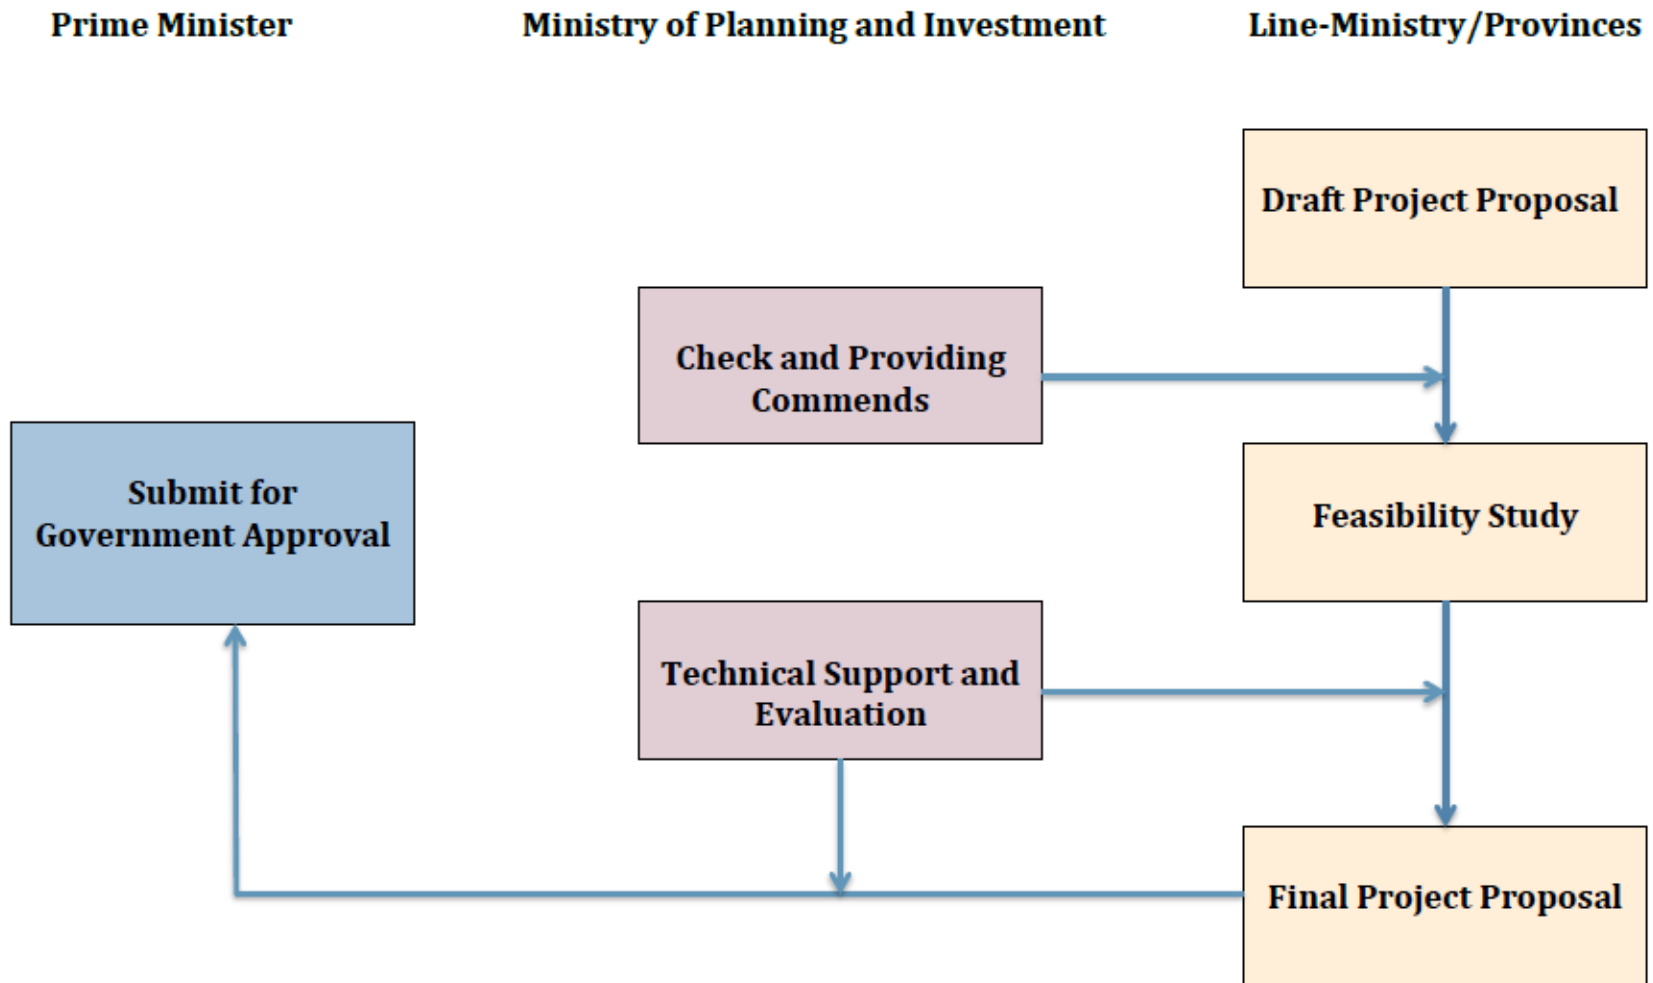 Prime Minister
Ministry of Planning and Investment
Line-Ministry/Provinces
Draft Project Proposal
Check and Providing
Commends
Submit for
Government Approval
Feasibility Study
Technical Support and
Evaluation
Final Project Proposal